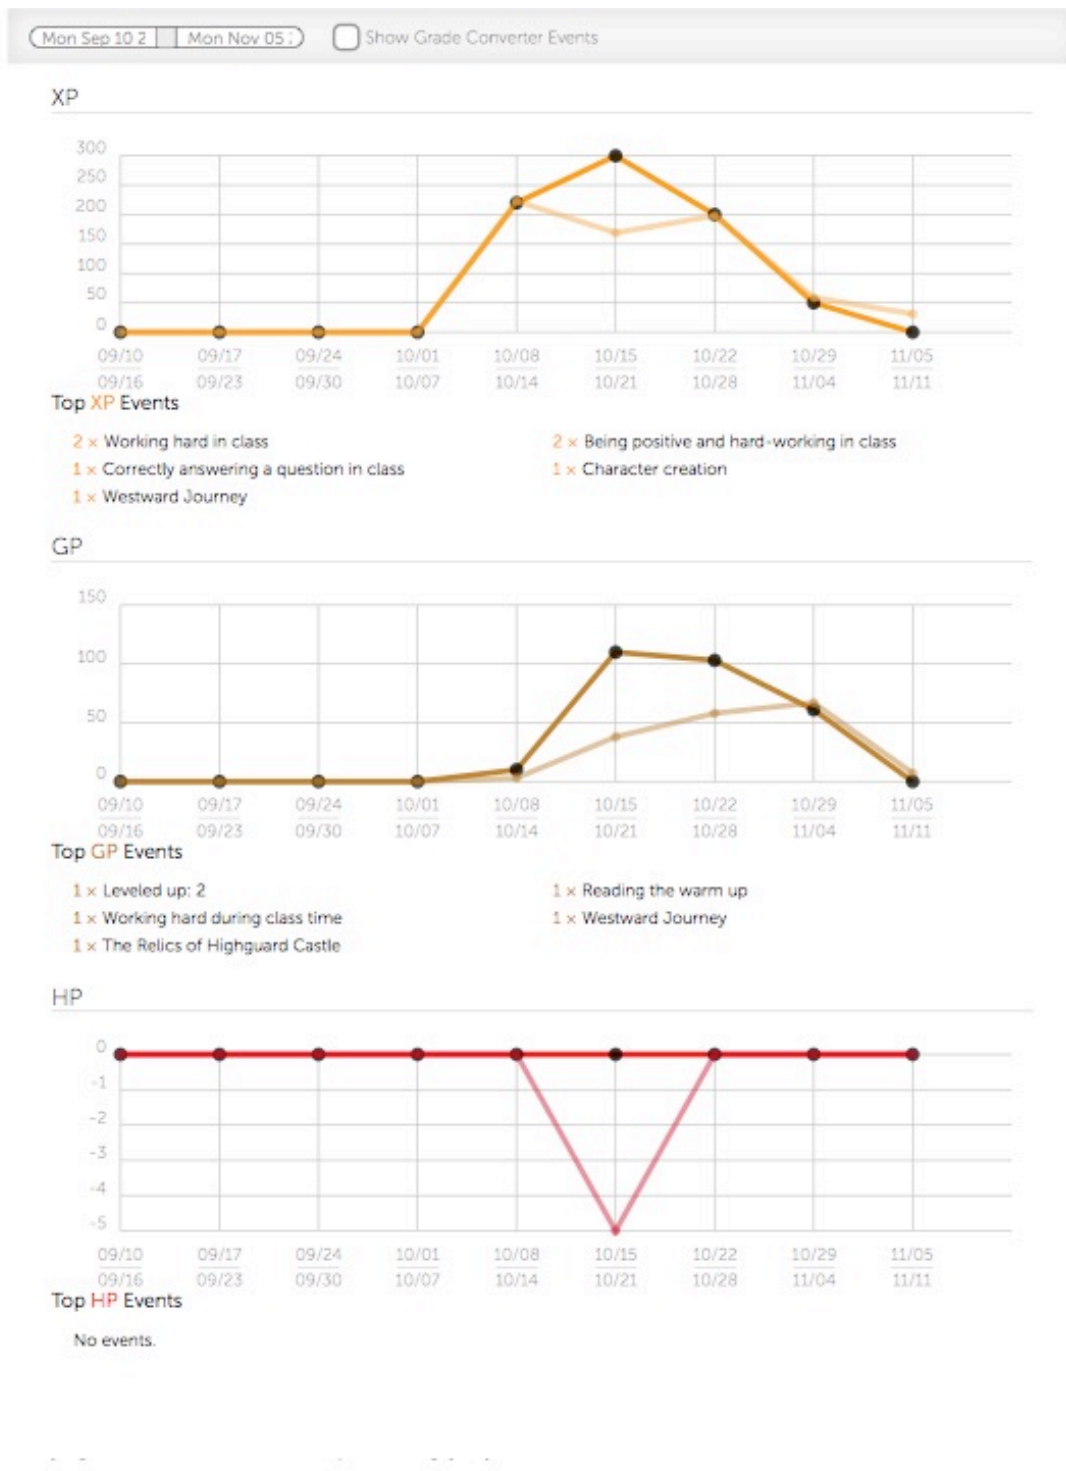 Mon Sep 10 2 Mon Nov 05 Show Grade Converter Events
XP
300
250
200
150
100
50
0
09/10 09/17 09/24 10/01 10/08 10/15 10/22 10/29 11/05
09/16 09/23 09/30 10/07 10/14 10/21 10/28 11/04 11/11
Top XP Events
2 × Working hard in class 2 × Being positive and hard-working in class
1 × Correctly answering a question in class 1 × Character creation
1 × Westward Journey
GP
150
100
50
0
09/10 09/17 09/24 10/01 10/08 10/15 10/22 10/29 11/05
09/16 09/23 09/30 10/07 10/14 10/21 10/28 11/04 11/11
Top GP Events
1 × Leveled up: 2 1 × Reading the warm up
1 × Working hard during class time 1 × Westward Journey
1 × The Relics of Highguard Castle
HP
0
-1
-2
-3
-4
-5
09/10 09/17 09/24 10/01 10/08 10/15 10/22 10/29 11/05
09/16 09/23 09/30 10/07 10/14 10/21 10/28 11/04 11/11
Top HP Events
No events.